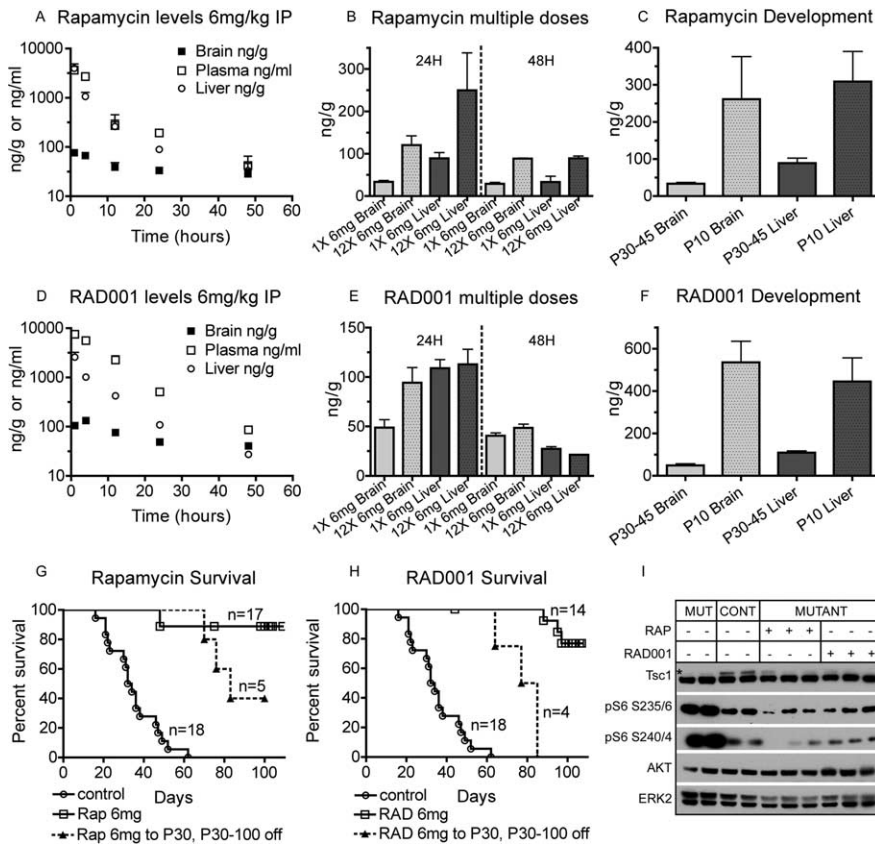 A Rapamycin levels 6mg/kg IP
ng/g or ng/ml
10000
1000
100
10
0 10 20 30 40 50 60
Time (hours)
Brain ng/g
Plasma ng/ml
Liver ng/g
B Rapamycin multiple doses
ng/g
300
200
100
0
24H 48H
1X 6mg Brain
12X 6mg Brain
1X 6mg Liver
12X 6mg Liver
1X 6mg Brain
12X 6mg Brain
1X 6mg Liver
12X 6mg Liver
C Rapamycin Development
ng/g
400
300
200
100
0
P30-45 Brain
P10 Brain
P30-45 Liver
P10 Liver
D RAD001 levels 6mg/kg IP
ng/g or ng/ml
10000
1000
100
10
0 10 20 30 40 50 60
Time (hours)
Brain ng/g
Plasma ng/ml
Liver ng/g
E RAD001 multiple doses
ng/g
150
100
50
0
24H 48H
1X 6mg Brain
12X 6mg Brain
1X 6mg Liver
12X 6mg Liver
1X 6mg Brain
12X 6mg Brain
1X 6mg Liver
12X 6mg Liver
F RAD001 Development
ng/g
600
400
200
0
P30-45 Brain
P10 Brain
P30-45 Liver
P10 Liver
G Rapamycin Survival
Percent survival
100
80
60
40
20
0
0 20 40 60 80 100
Days
n=17
n=5
n=18
control
Rap 6mg
Rap 6mg to P30, P30-100 off
H RAD001 Survival
Percent survival
100
80
60
40
20
0
0 20 40 60 80 100
Days
n=14
n=18
n=4
control
RAD 6mg
RAD 6mg to P30, P30-100 off
I
MUT CONT MUTANT
RAP - - - - + + + - - -
RAD001 - - - - - - - + + +
Tsc1 *
pS6 S235/6
pS6 S240/4
AKT
ERK2